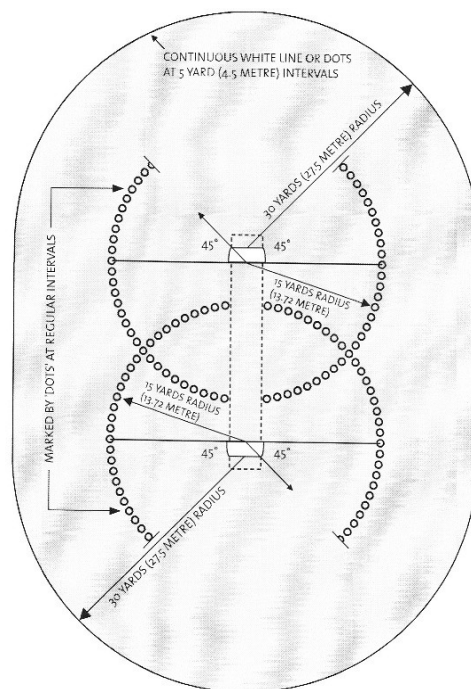 CONTINUOUS WHITE LINE OR DOTS
AT 5 YARD (4.5 METRE) INTERVALS
30 YARDS (27.5 METRE) RADIUS
45° 45°
15 YARDS RADIUS
(13.72 METRE)
MARKED BY 'DOTS' AT REGULAR INTERVALS
15 YARDS RADIUS
(13.72 METRE)
45° 45°
30 YARDS (27.5 METRE) RADIUS